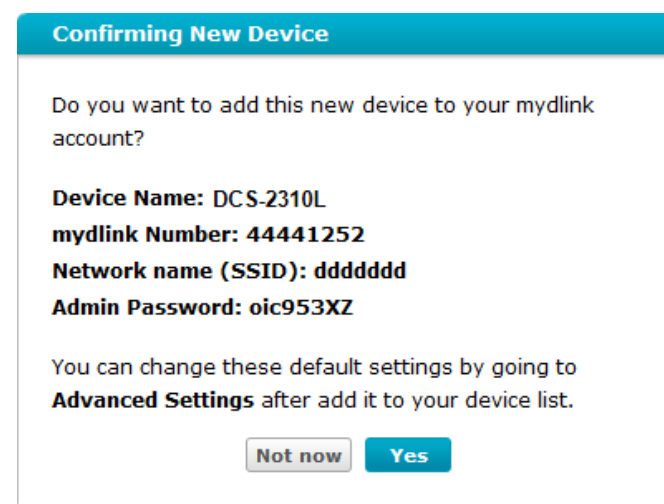 Confirming New Device
Do you want to add this new device to your mydlink
account?
Device Name: DCS-2310L
mydlink Number: 44441252
Network name (SSID): ddddddd
Admin Password: oic953XZ
You can change these default settings by going to
Advanced Settings after add it to your device list.
Not now Yes